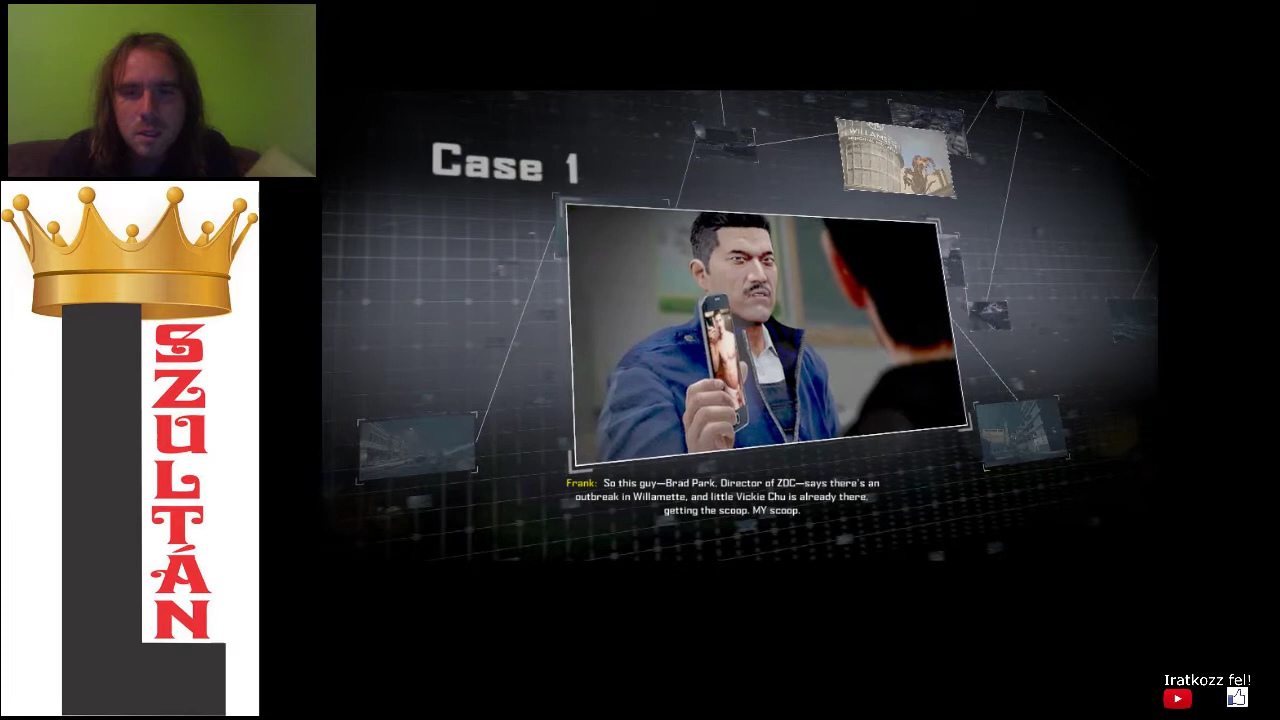 Case 1
WILLAMETTE
Frank: So this guy—Brad Park, Director of ZDC—says there's an
outbreak in Willamette, and little Vickie Chu is already there,
getting the scoop. MY scoop.
L
SZULTÁN
Iratkozz fel!